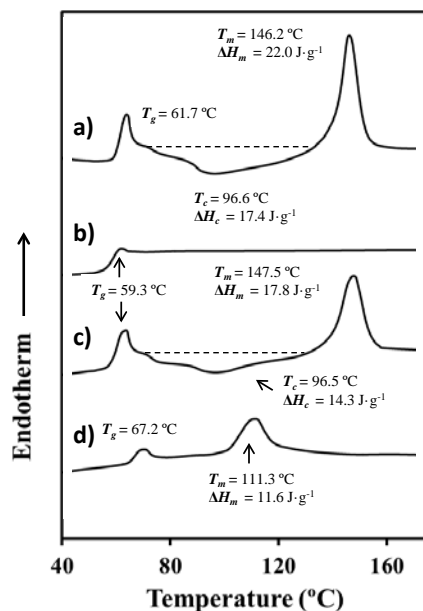 Tm = 146.2 ºC
ΔHm = 22.0 J·g-1
Tg = 61.7 ºC
a)
Tc = 96.6 ºC
ΔHc = 17.4 J·g-1
b)
Tm = 147.5 ºC
ΔHm = 17.8 J·g-1
Tg = 59.3 ºC
c)
Tc = 96.5 ºC
ΔHc = 14.3 J·g-1
Tg = 67.2 ºC
d)
Tm = 111.3 ºC
ΔHm = 11.6 J·g-1
Endotherm
40 80 120 160
Temperature (ºC)